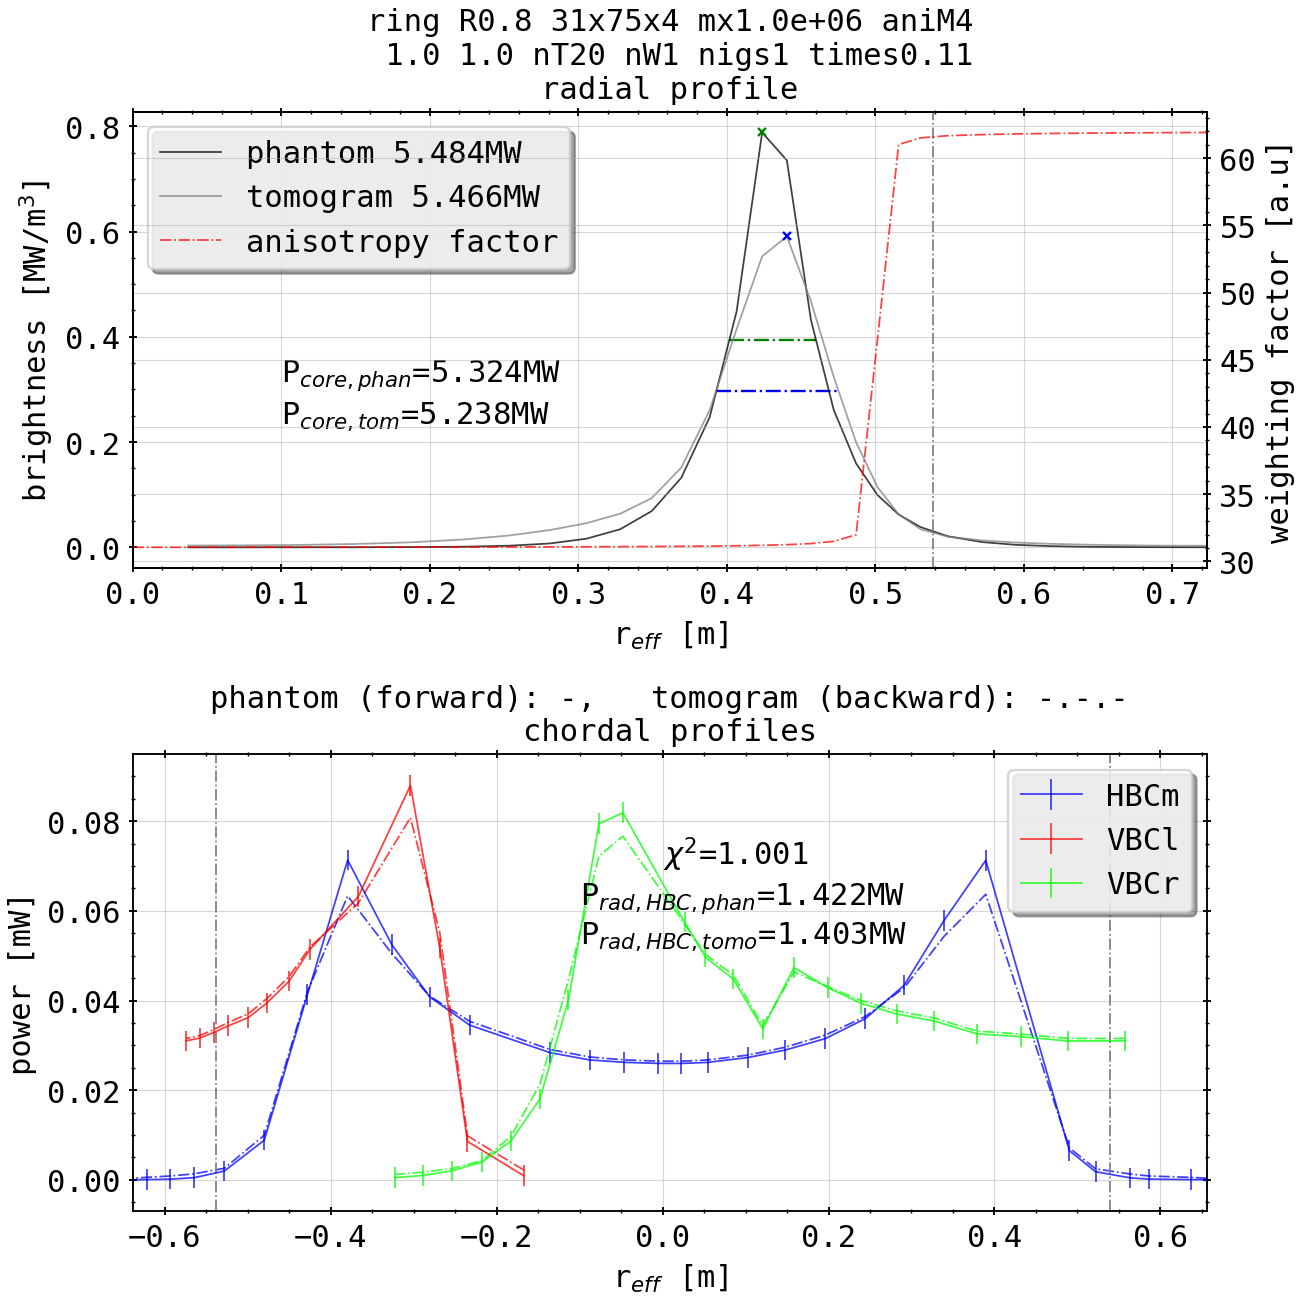 ring R0.8 31x75x4 mx1.0e+06 aniM4
1.0 1.0 nT20 nW1 nigs1 times0.11
radial profile
brightness [MW/m³]
0.8
0.6
0.4
0.2
0.0
phantom 5.484MW
tomogram 5.466MW
anisotropy factor
P_core,phan=5.324MW
P_core,tom=5.238MW
60
55
50
45
40
35
30
weighting factor [a.u]
0.0 0.1 0.2 0.3 0.4 0.5 0.6 0.7
r_eff [m]
phantom (forward): -,   tomogram (backward): -.-.-
chordal profiles
power [mW]
0.08
0.06
0.04
0.02
0.00
HBCm
VBCl
VBCr
χ²=1.001
P_rad,HBC,phan=1.422MW
P_rad,HBC,tomo=1.403MW
−0.6 −0.4 −0.2 0.0 0.2 0.4 0.6
r_eff [m]